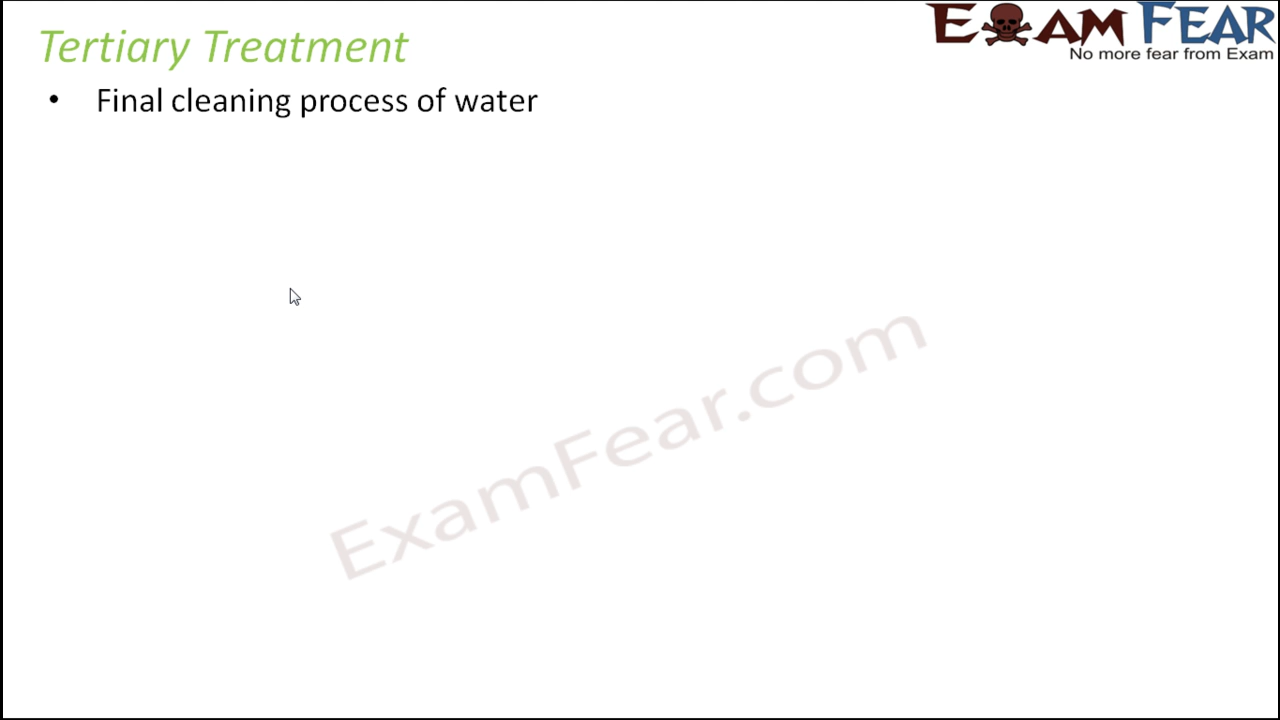 Tertiary Treatment
EXAM FEAR
No more fear from Exam
• Final cleaning process of water
ExamFear.com